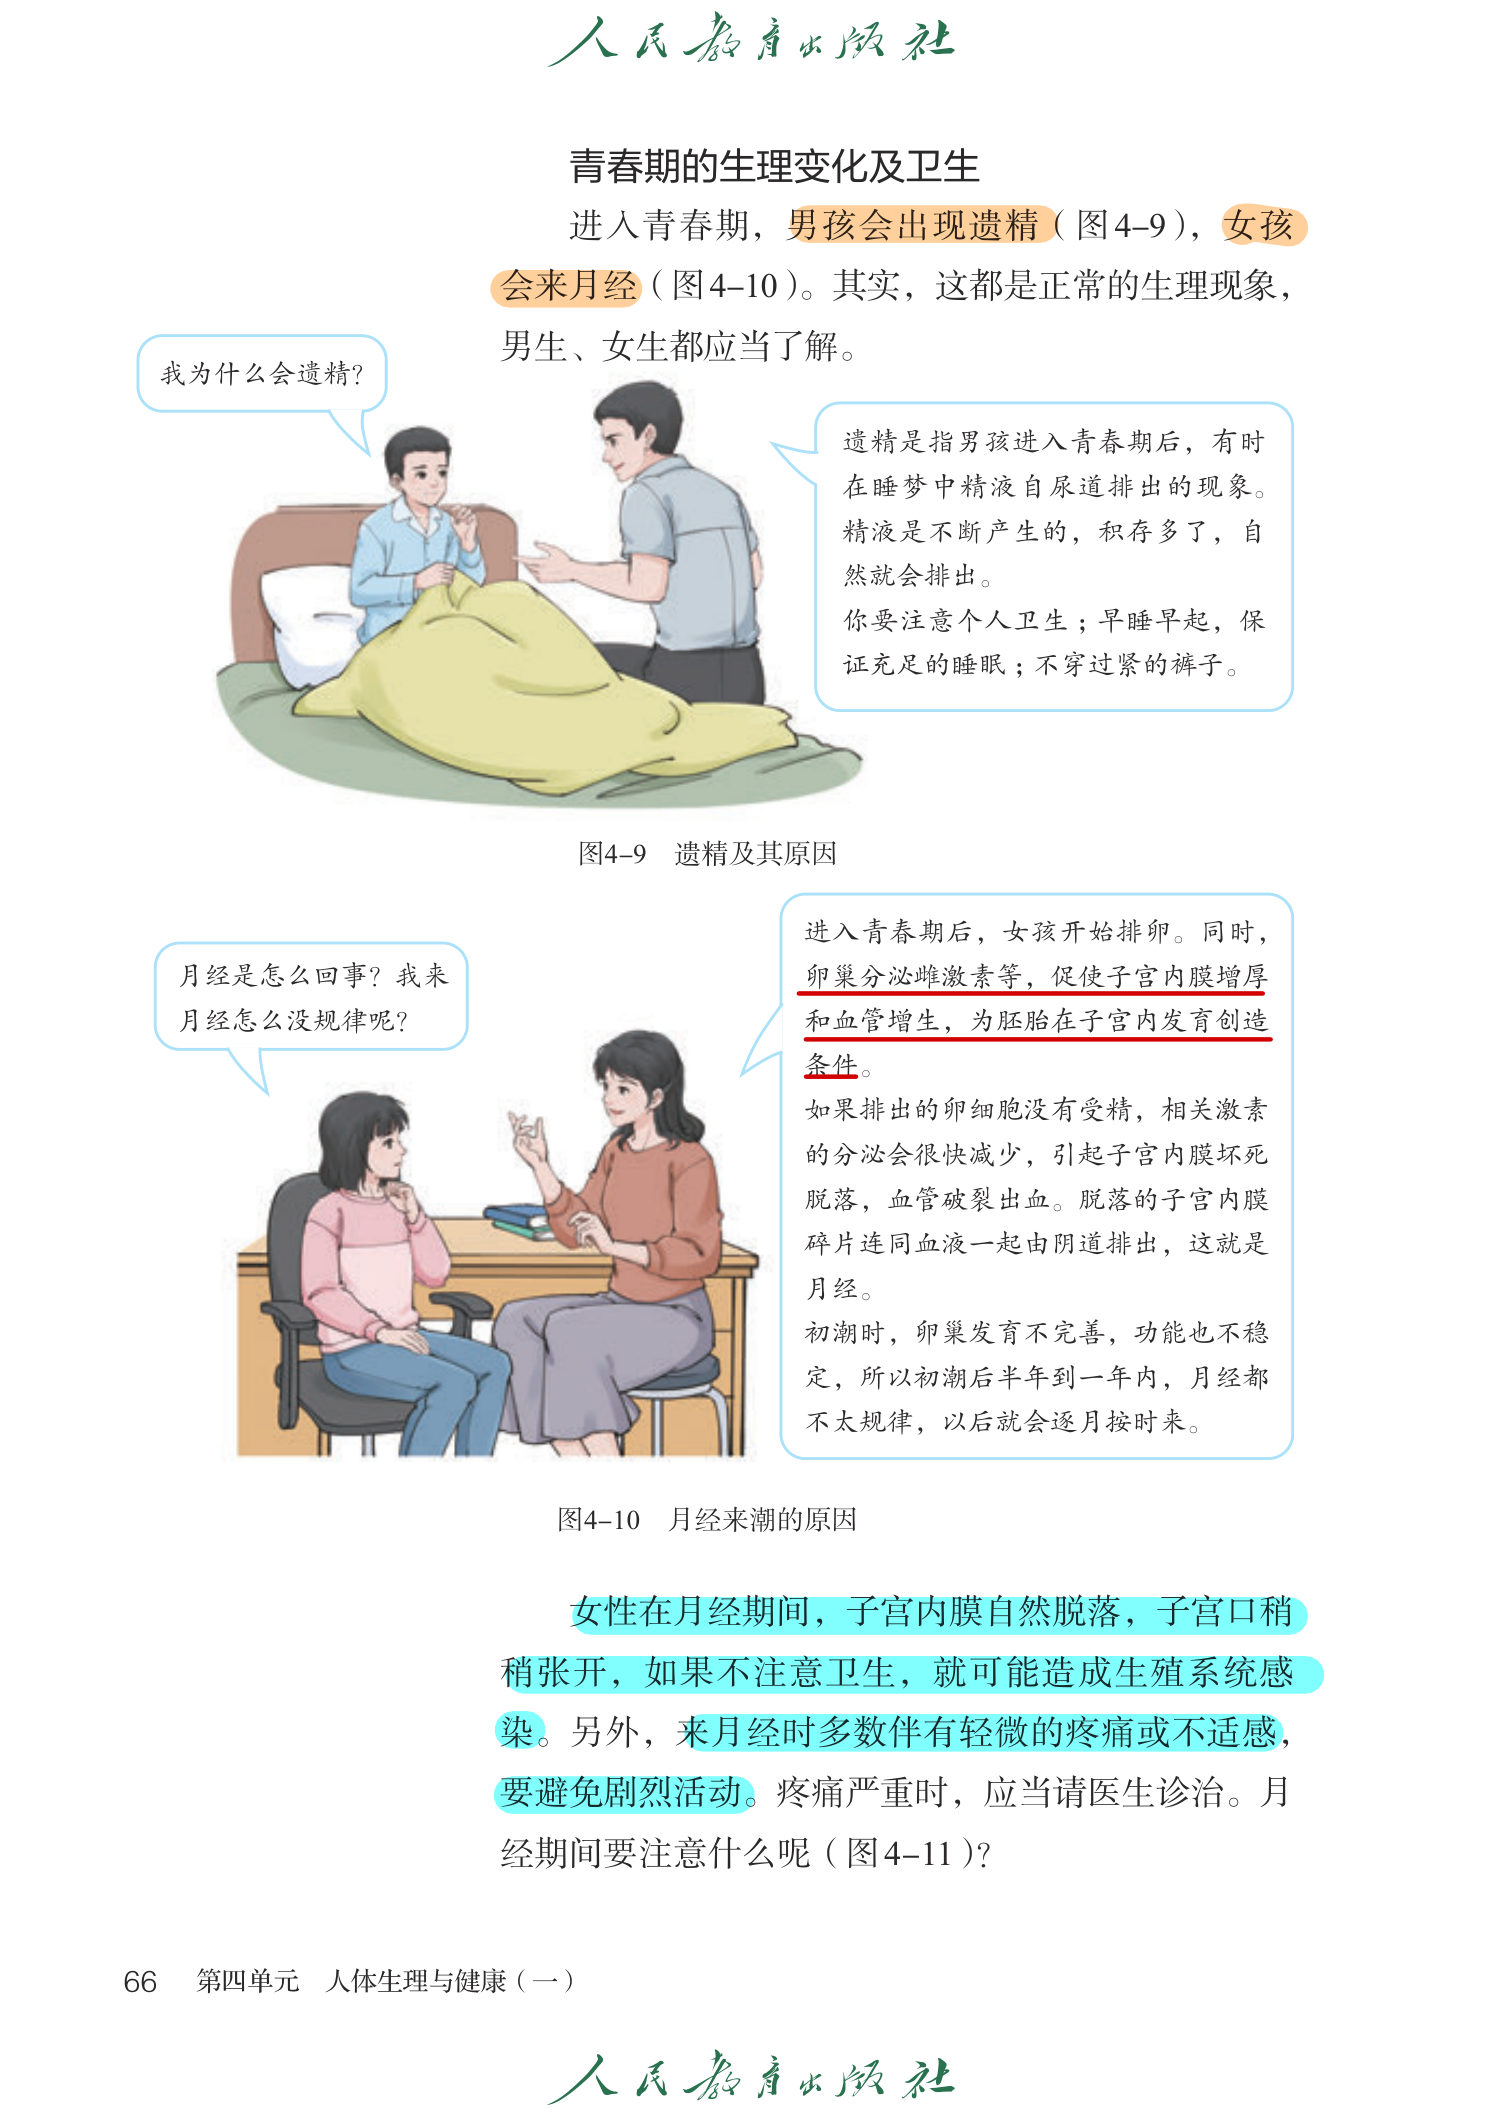 人民教育出版社
青春期的生理变化及卫生
进入青春期，男孩会出现遗精（图4-9），女孩
会来月经（图4-10）。其实，这都是正常的生理现象，
男生、女生都应当了解。
我为什么会遗精？
遗精是指男孩进入青春期后，有时
在睡梦中精液自尿道排出的现象。
精液是不断产生的，积存多了，自
然就会排出。
你要注意个人卫生；早睡早起，保
证充足的睡眠；不穿过紧的裤子。
图4-9 遗精及其原因
月经是怎么回事？我来
月经怎么没规律呢？
进入青春期后，女孩开始排卵。同时，
卵巢分泌雌激素等，促使子宫内膜增厚
和血管增生，为胚胎在子宫内发育创造
条件。
如果排出的卵细胞没有受精，相关激素
的分泌会很快减少，引起子宫内膜坏死
脱落，血管破裂出血。脱落的子宫内膜
碎片连同血液一起由阴道排出，这就是
月经。
初潮时，卵巢发育不完善，功能也不稳
定，所以初潮后半年到一年内，月经都
不太规律，以后就会逐月按时来。
图4-10 月经来潮的原因
女性在月经期间，子宫内膜自然脱落，子宫口稍
稍张开，如果不注意卫生，就可能造成生殖系统感
染。另外，来月经时多数伴有轻微的疼痛或不适感，
要避免剧烈活动。疼痛严重时，应当请医生诊治。月
经期间要注意什么呢（图4-11）？
66 第四单元 人体生理与健康（一）
人民教育出版社